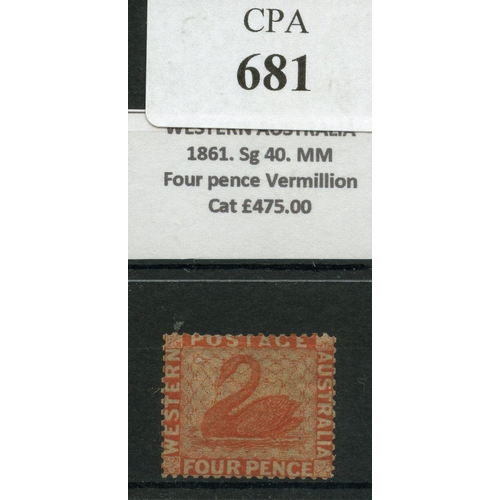 CPA
681
WESTERN AUSTRALIA
1861. Sg 40. MM
Four pence Vermillion
Cat £475.00
POSTAGE
WESTERN
AUSTRALIA
FOUR PENCE